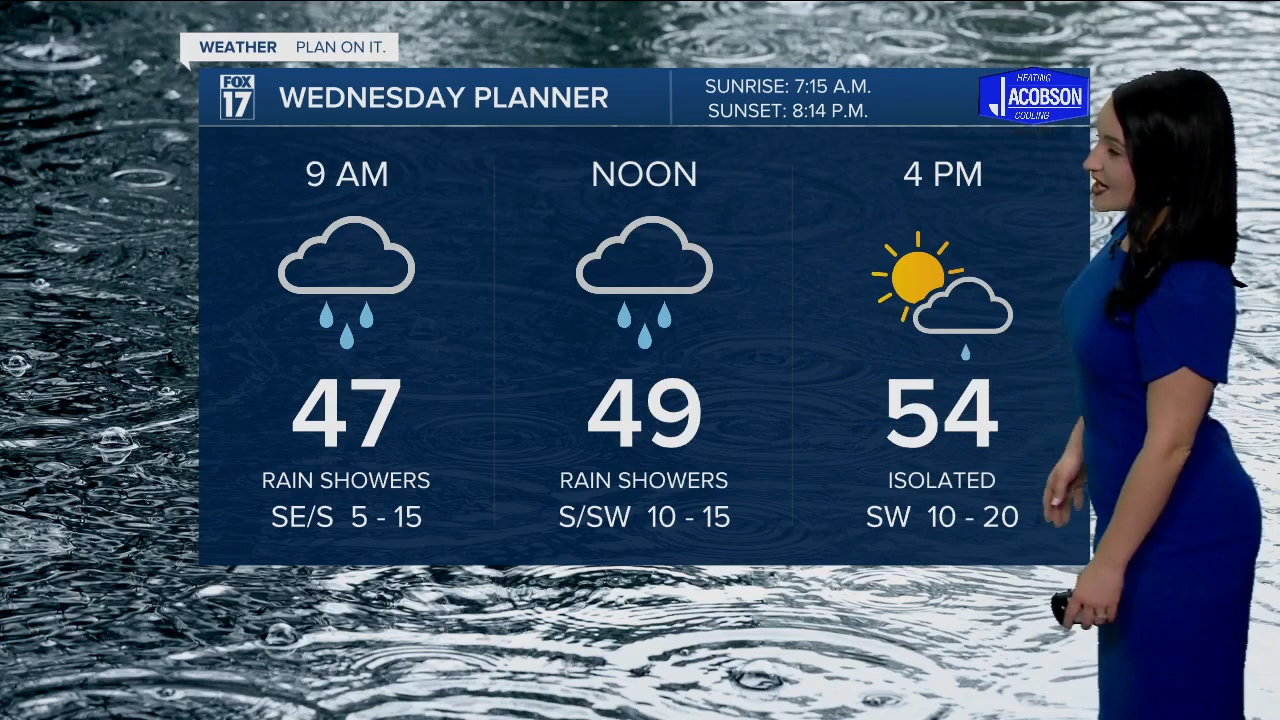 WEATHER PLAN ON IT.
FOX
17
WEDNESDAY PLANNER
SUNRISE: 7:15 A.M.
SUNSET: 8:14 P.M.
HEATING
JACOBSON
COOLING
9 AM
NOON
4 PM
47
49
54
RAIN SHOWERS
RAIN SHOWERS
ISOLATED
SE/S 5 - 15
S/SW 10 - 15
SW 10 - 20